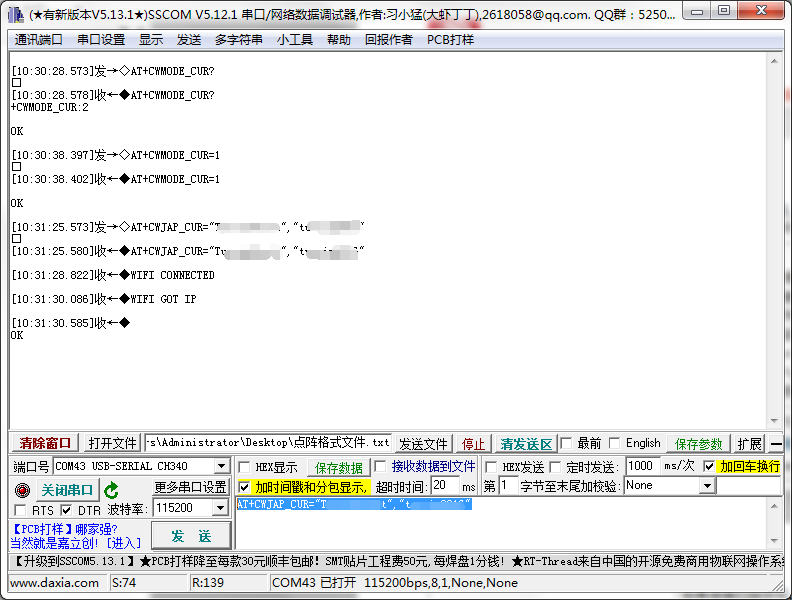 (★有新版本V5.13.1★)SSCOM V5.12.1 串口/网络数据调试器,作者:习小猛(大虾丁丁),2618058@qq.com. QQ群：5250...
通讯端口 串口设置 显示 发送 多字符串 小工具 帮助 回报作者 PCB打样
[10:30:28.573]发→◇AT+CWMODE_CUR?
□
[10:30:28.578]收←◆AT+CWMODE_CUR?
+CWMODE_CUR:2
OK
[10:30:38.397]发→◇AT+CWMODE_CUR=1
□
[10:30:38.402]收←◆AT+CWMODE_CUR=1
OK
[10:31:25.573]发→◇AT+CWJAP_CUR="T
□
[10:31:25.580]收←◆AT+CWJAP_CUR="Tu
[10:31:28.822]收←◆WIFI CONNECTED
[10:31:30.086]收←◆WIFI GOT IP
[10:31:30.585]收←◆
OK
清除窗口 打开文件 s\Administrator\Desktop\点阵格式文件.txt 发送文件 停止 清发送区 最前 English 保存参数 扩展 —
端口号 COM43 USB-SERIAL CH340 HEX显示 保存数据 接收数据到文件 HEX发送 定时发送: 1000 ms/次 加回车换行
关闭串口 更多串口设置 加时间戳和分包显示, 超时时间: 20 ms 第 1 字节至末尾加校验: None
RTS DTR 波特率: 115200 AT+CWJAP_CUR="T
【PCB打样】哪家强?
当然就是嘉立创! [进入] 发 送
【升级到SSCOM5.13.1】★PCB打样降至每款30元顺丰包邮! SMT贴片工程费50元,每焊盘1分钱! ★RT-Thread来自中国的开源免费商用物联网操作系
www.daxia.com S:74 R:139 COM43 已打开 115200bps,8,1,None,None